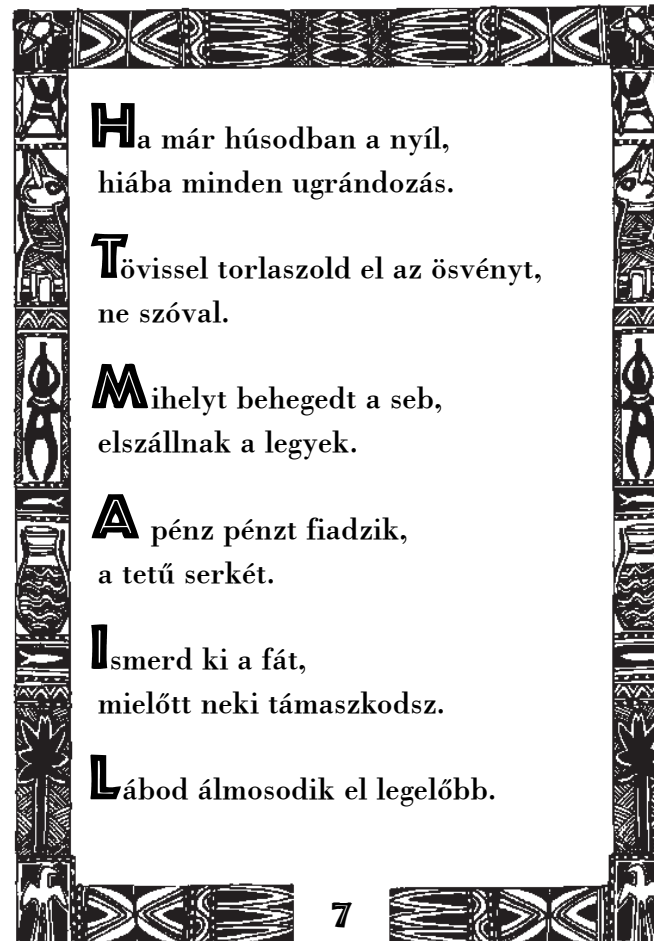 Ha már húsodban a nyíl,
hiába minden ugrándozás.
Tövissel torlaszold el az ösvényt,
ne szóval.
Mihelyt behegedt a seb,
elszállnak a legyek.
A pénz pénzt fiadzik,
a tetű serkét.
Ismerd ki a fát,
mielőtt neki támaszkodsz.
Lábod álmosodik el legelőbb.
7